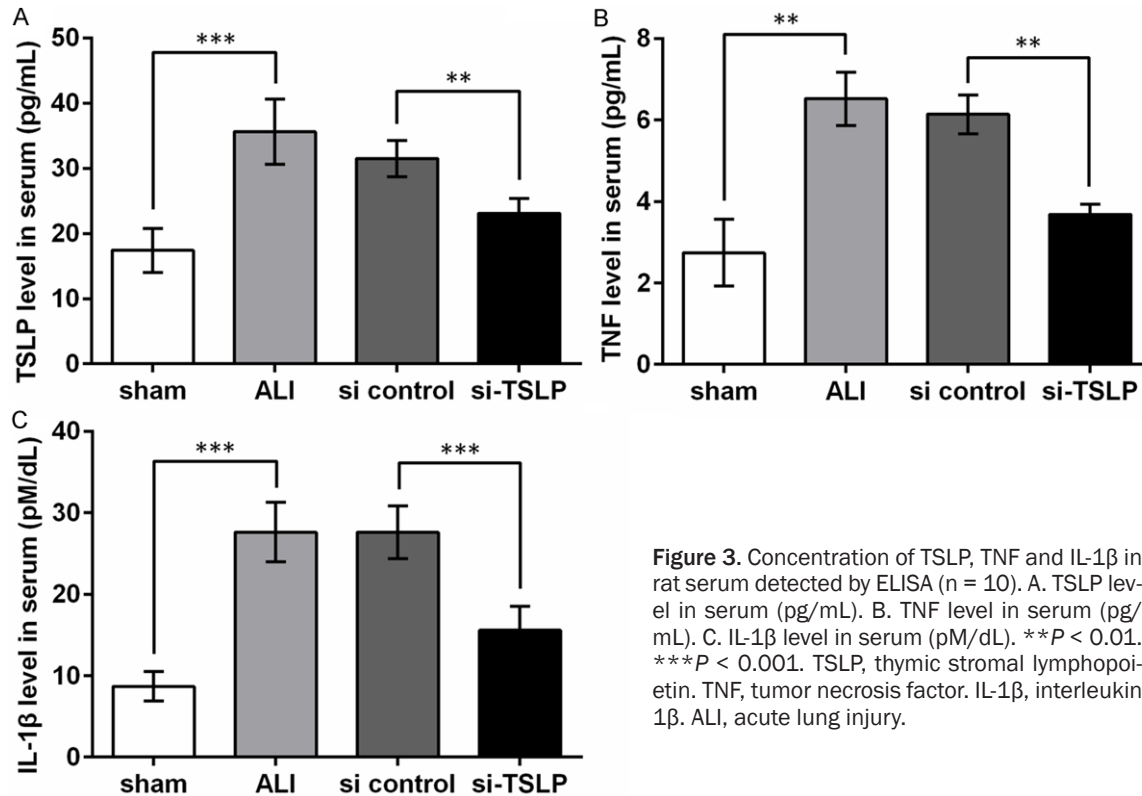 A
TSLP level in serum (pg/mL)
50
40
30
20
10
0
***
**
sham ALI si control si-TSLP
B
TNF level in serum (pg/mL)
8
6
4
2
0
**
**
sham ALI si control si-TSLP
C
IL-1β level in serum (pM/dL)
40
30
20
10
0
***
***
sham ALI si control si-TSLP
Figure 3. Concentration of TSLP, TNF and IL-1β in
rat serum detected by ELISA (n = 10). A. TSLP lev-
el in serum (pg/mL). B. TNF level in serum (pg/
mL). C. IL-1β level in serum (pM/dL). **P < 0.01.
***P < 0.001. TSLP, thymic stromal lymphopoi-
etin. TNF, tumor necrosis factor. IL-1β, interleukin
1β. ALI, acute lung injury.